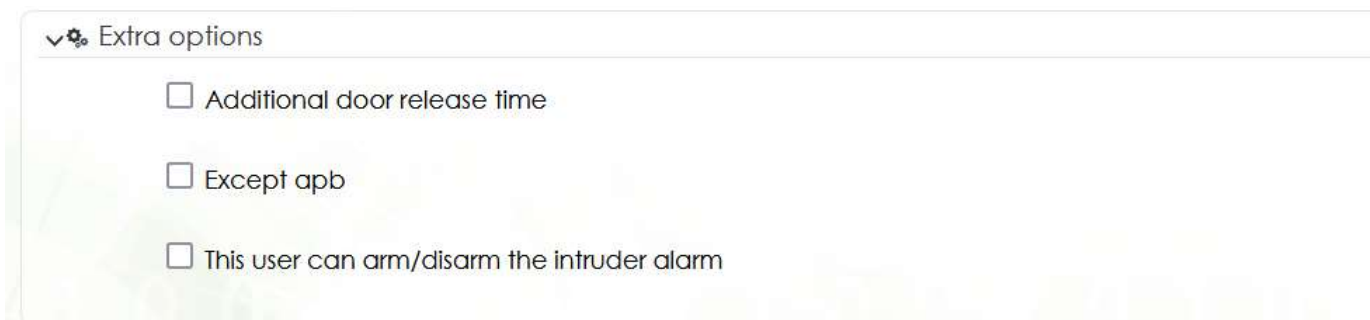 Extra options
Additional door release time
Except apb
This user can arm/disarm the intruder alarm